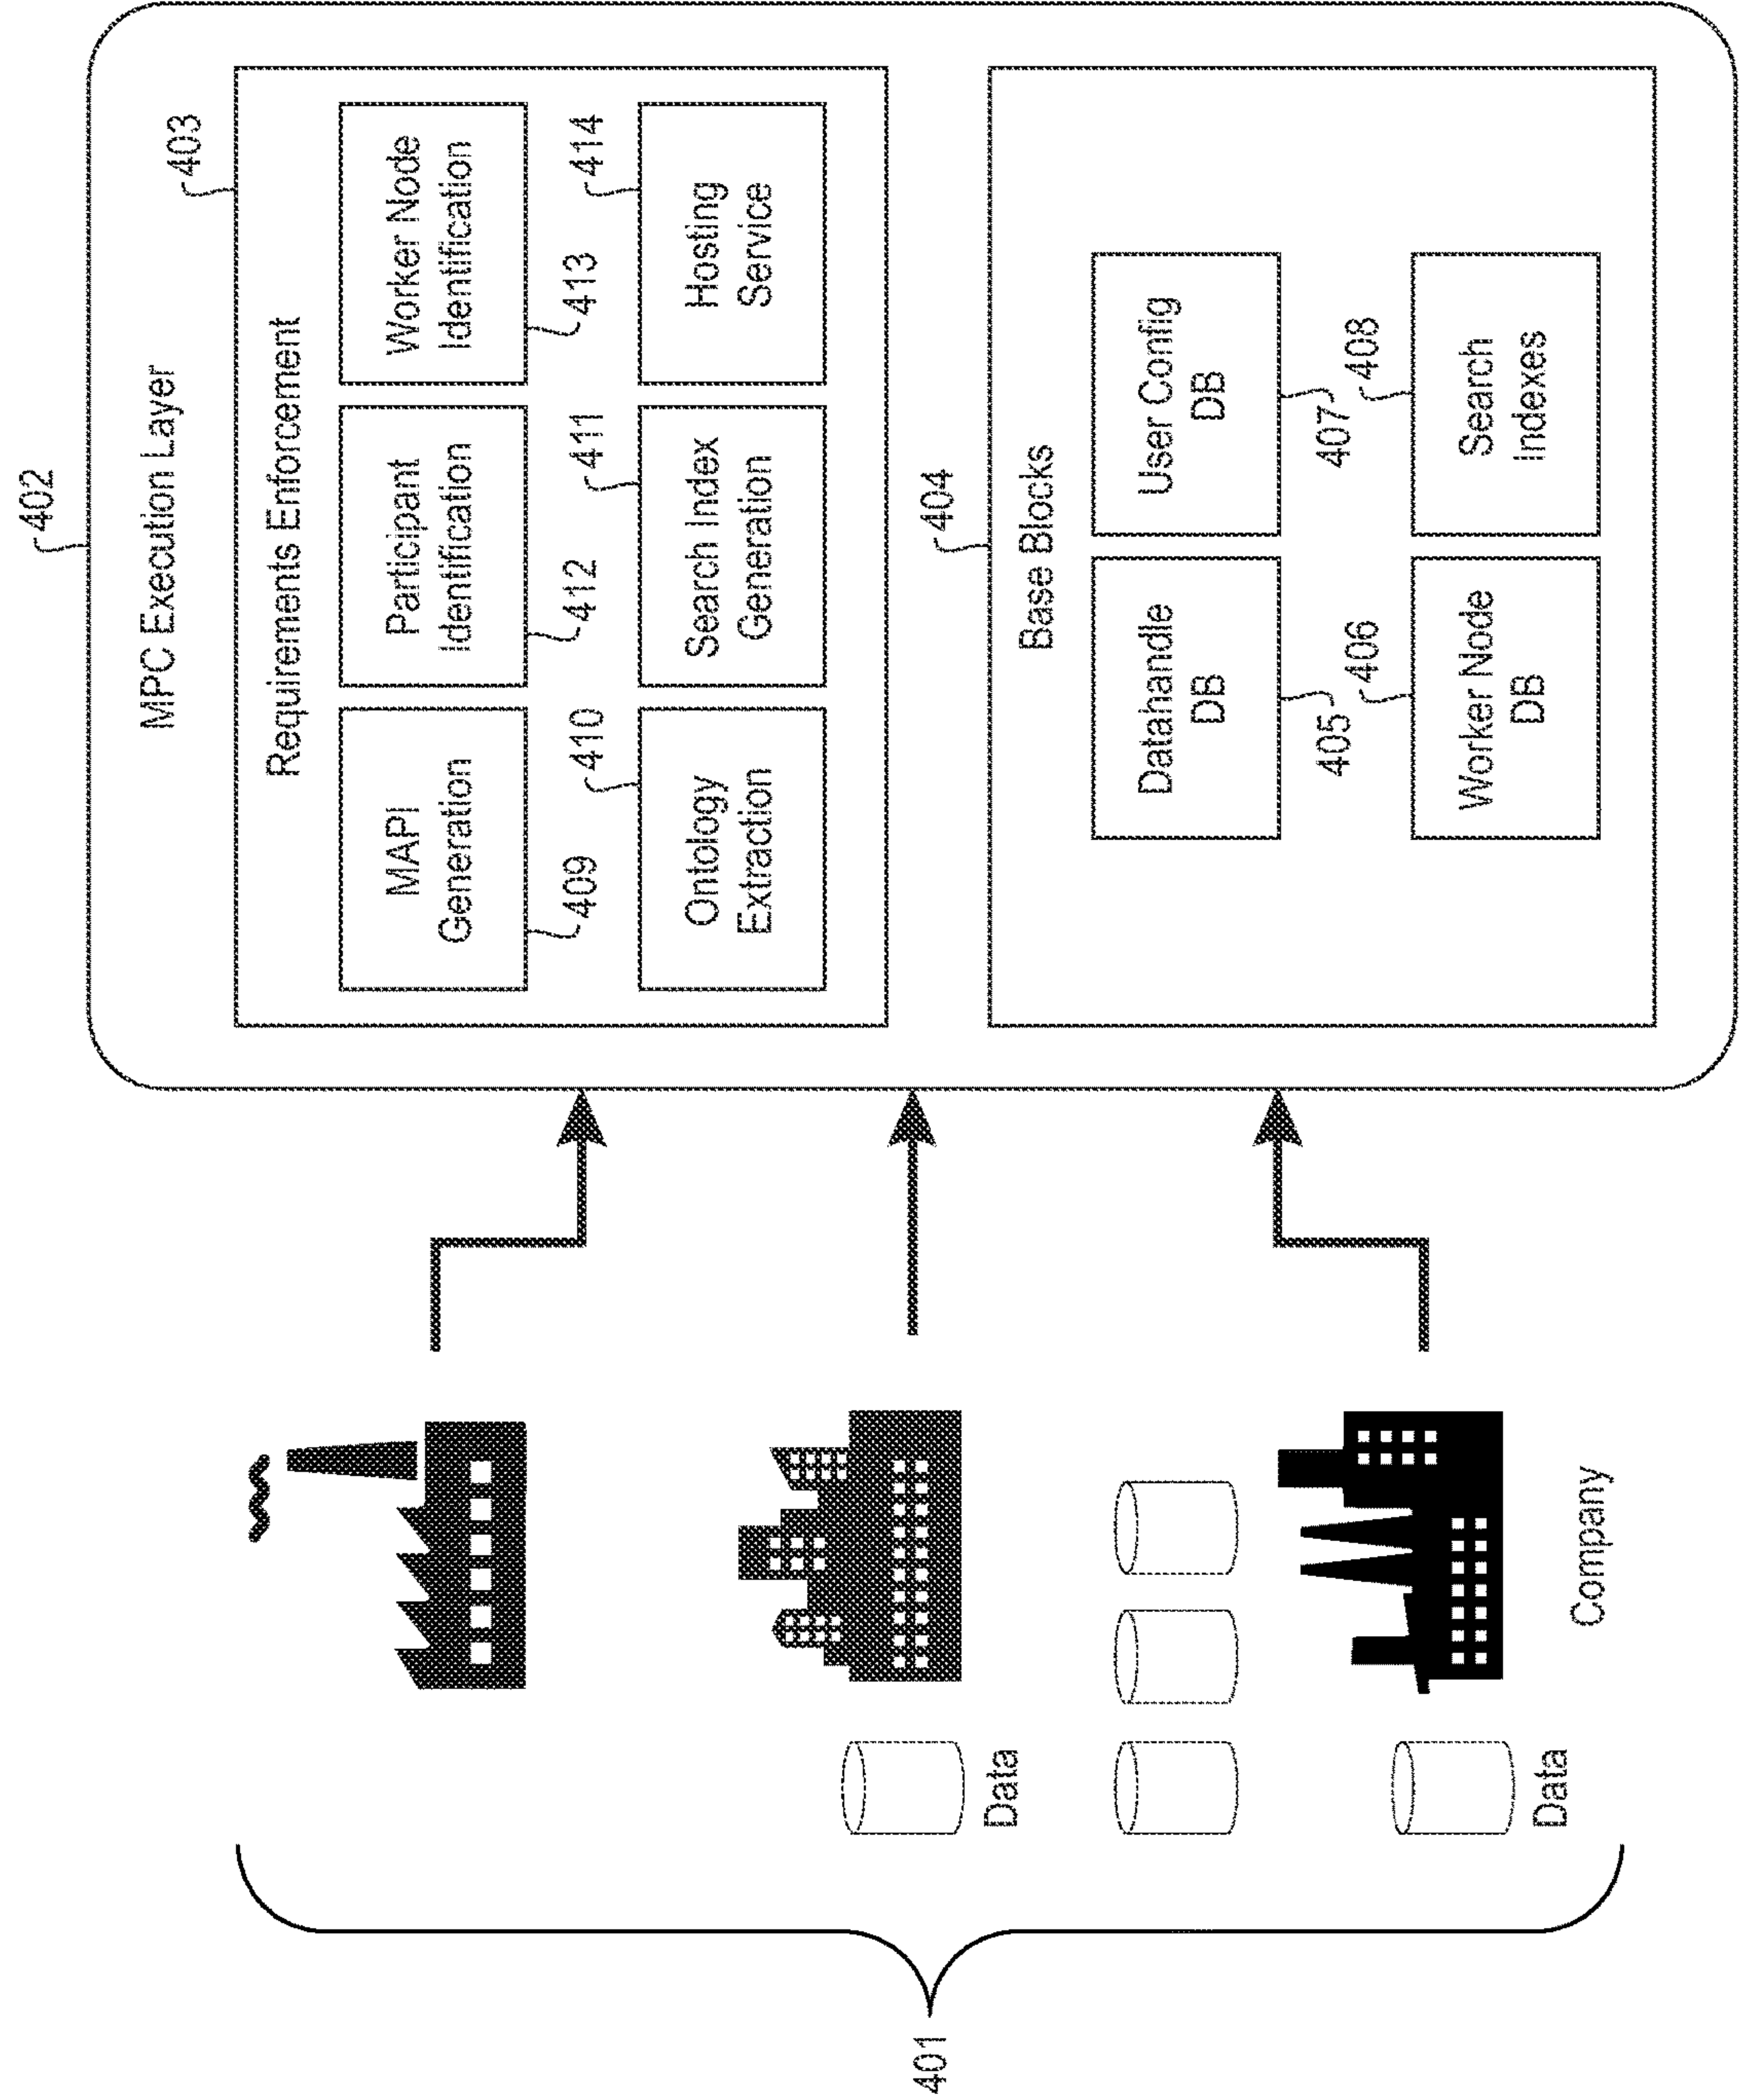 402
MPC Execution Layer
403
Requirements Enforcement
MAPI
Generation
Participant
Identification
Worker Node
Identification
409
410
412
411
413
414
Ontology
Extraction
Search Index
Generation
Hosting
Service
404
Base Blocks
Datahandle
DB
User Config
DB
405
406
407
408
Worker Node
DB
Search
Indexes
401
Data
Data
Company